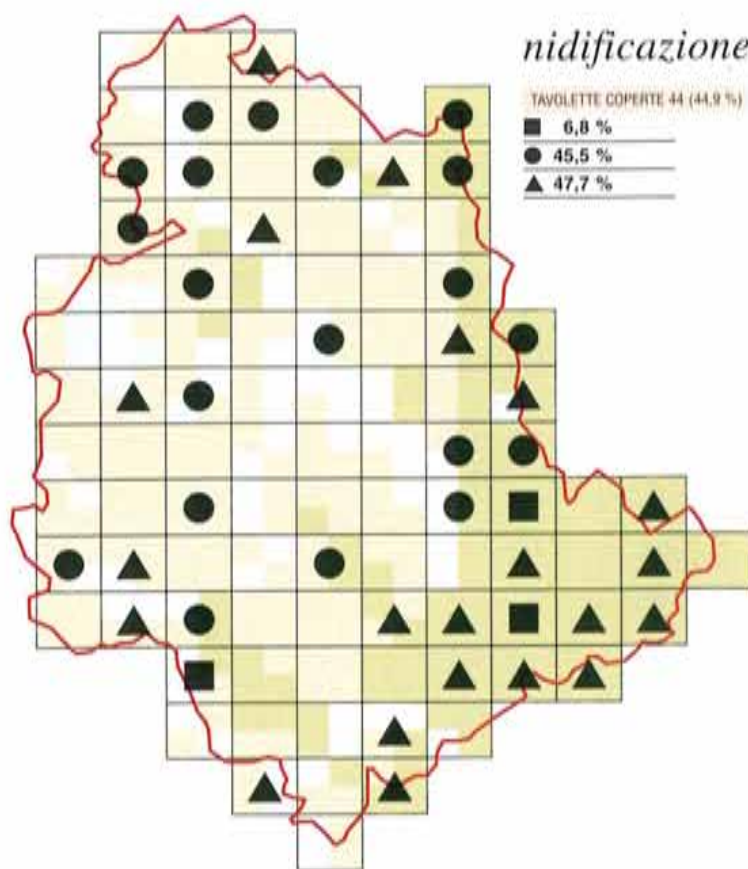 nidificazione
TAVOLETTE COPERTE 44 (44,9 %)
■ 6,8 %
● 45,5 %
▲ 47,7 %